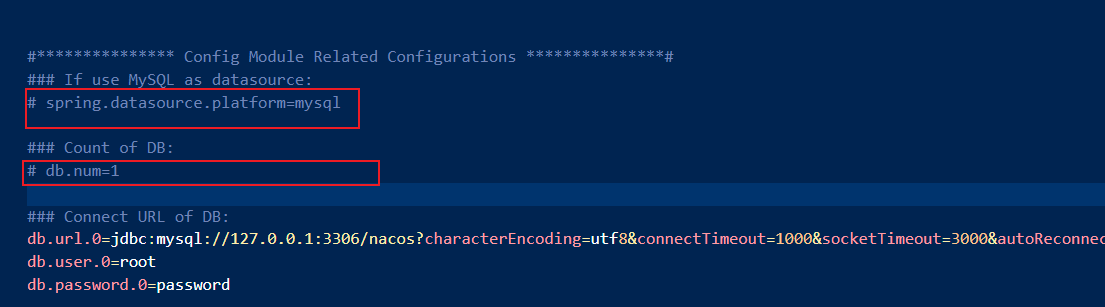 #*************** Config Module Related Configurations ***************#
### If use MySQL as datasource:
# spring.datasource.platform=mysql
### Count of DB:
# db.num=1
### Connect URL of DB:
db.url.0=jdbc:mysql://127.0.0.1:3306/nacos?characterEncoding=utf8&connectTimeout=1000&socketTimeout=3000&autoReconnec
db.user.0=root
db.password.0=password